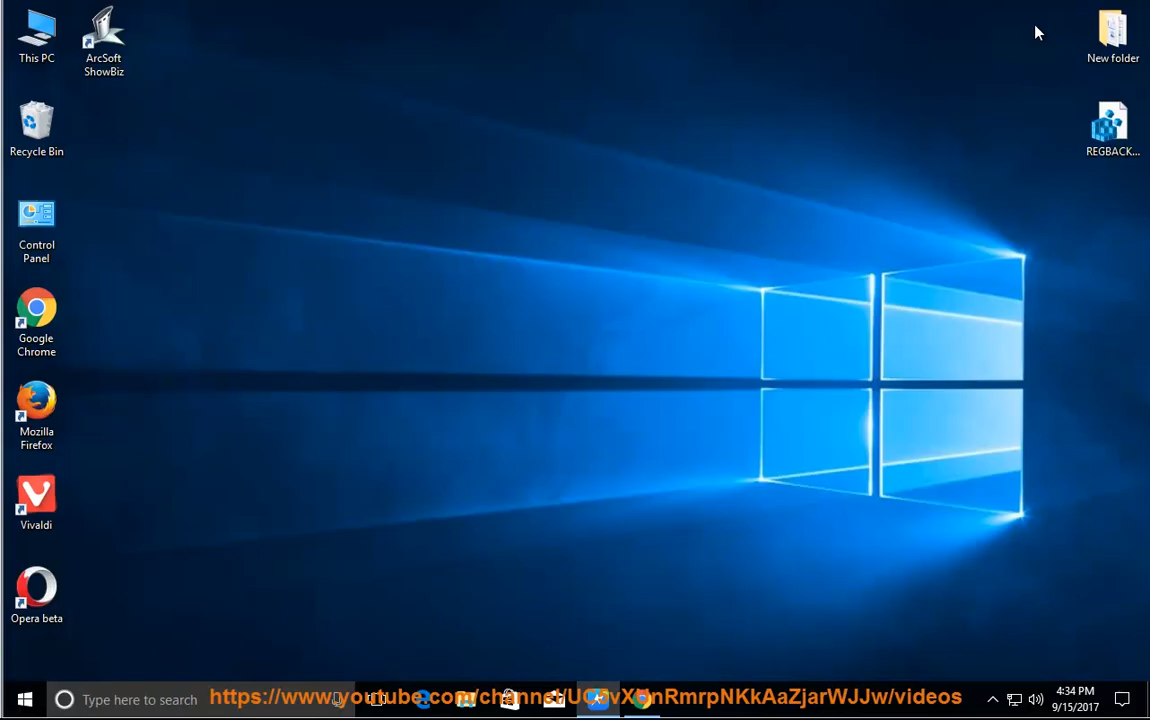 This PC
ArcSoft
ShowBiz
New folder
Recycle Bin
REGBACK...
Control
Panel
Google
Chrome
Mozilla
Firefox
Vivaldi
Opera beta
Type here to search
4:34 PM
9/15/2017